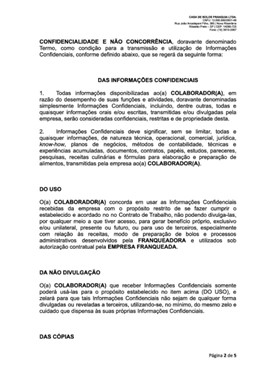 CASA DE BOLOS FRANQUIA LTDA.
CONFIDENCIALIDADE E NÃO CONCORRÊNCIA, doravante denominado
Termo, como condição para a transmissão e utilização de Informações
Confidenciais, conforme definido abaixo, que se regerá da seguinte forma:
DAS INFORMAÇÕES CONFIDENCIAIS
1. Todas informações disponibilizadas ao(a) COLABORADOR(A), em
razão do desempenho de suas funções e atividades, doravante denominadas
simplesmente Informações Confidenciais, incluindo, dentre outras, todas e
quaisquer informações orais e/ou escritas, transmitidas e/ou divulgadas pela
empresa, serão consideradas confidenciais, restritas e de propriedade desta.
2. Informações Confidenciais deve significar, sem se limitar, todas e
quaisquer informações, de natureza técnica, operacional, comercial, jurídica,
know-how, planos de negócios, métodos de contabilidade, técnicas e
experiências acumuladas, documentos, contratos, papéis, estudos, pareceres,
pesquisas, receitas culinárias e fórmulas para elaboração e preparação de
alimentos, transmitidas pela empresa ao(a) COLABORADOR(A).
DO USO
O(a) COLABORADOR(A) concorda em usar as Informações Confidenciais
recebidas da empresa com o propósito restrito de se fazer cumprir o
estabelecido e acordado no no Contrato de Trabalho, não podendo divulga-las,
por qualquer meio a que tiver acesso, para gerar benefício próprio, exclusivo
e/ou unilateral, presente ou futuro, ou para uso de terceiros, especialmente
com relação às receitas, modo de preparação de bolos e processos
administrativos desenvolvidos pela FRANQUEADORA e utilizados sob
autorização contratual pela EMPRESA FRANQUEADA.
DA NÃO DIVULGAÇÃO
O(a) COLABORADOR(A) que receber Informações Confidenciais somente
poderá usá-las para o propósito estabelecido no item acima (DO USO), e
zelará para que tais Informações Confidenciais não sejam de qualquer forma
divulgadas ou reveladas a terceiros, utilizando-se, no mínimo, do mesmo zelo e
cuidado que dispensa às suas próprias Informações Confidenciais.
DAS CÓPIAS
Página 2 de 5